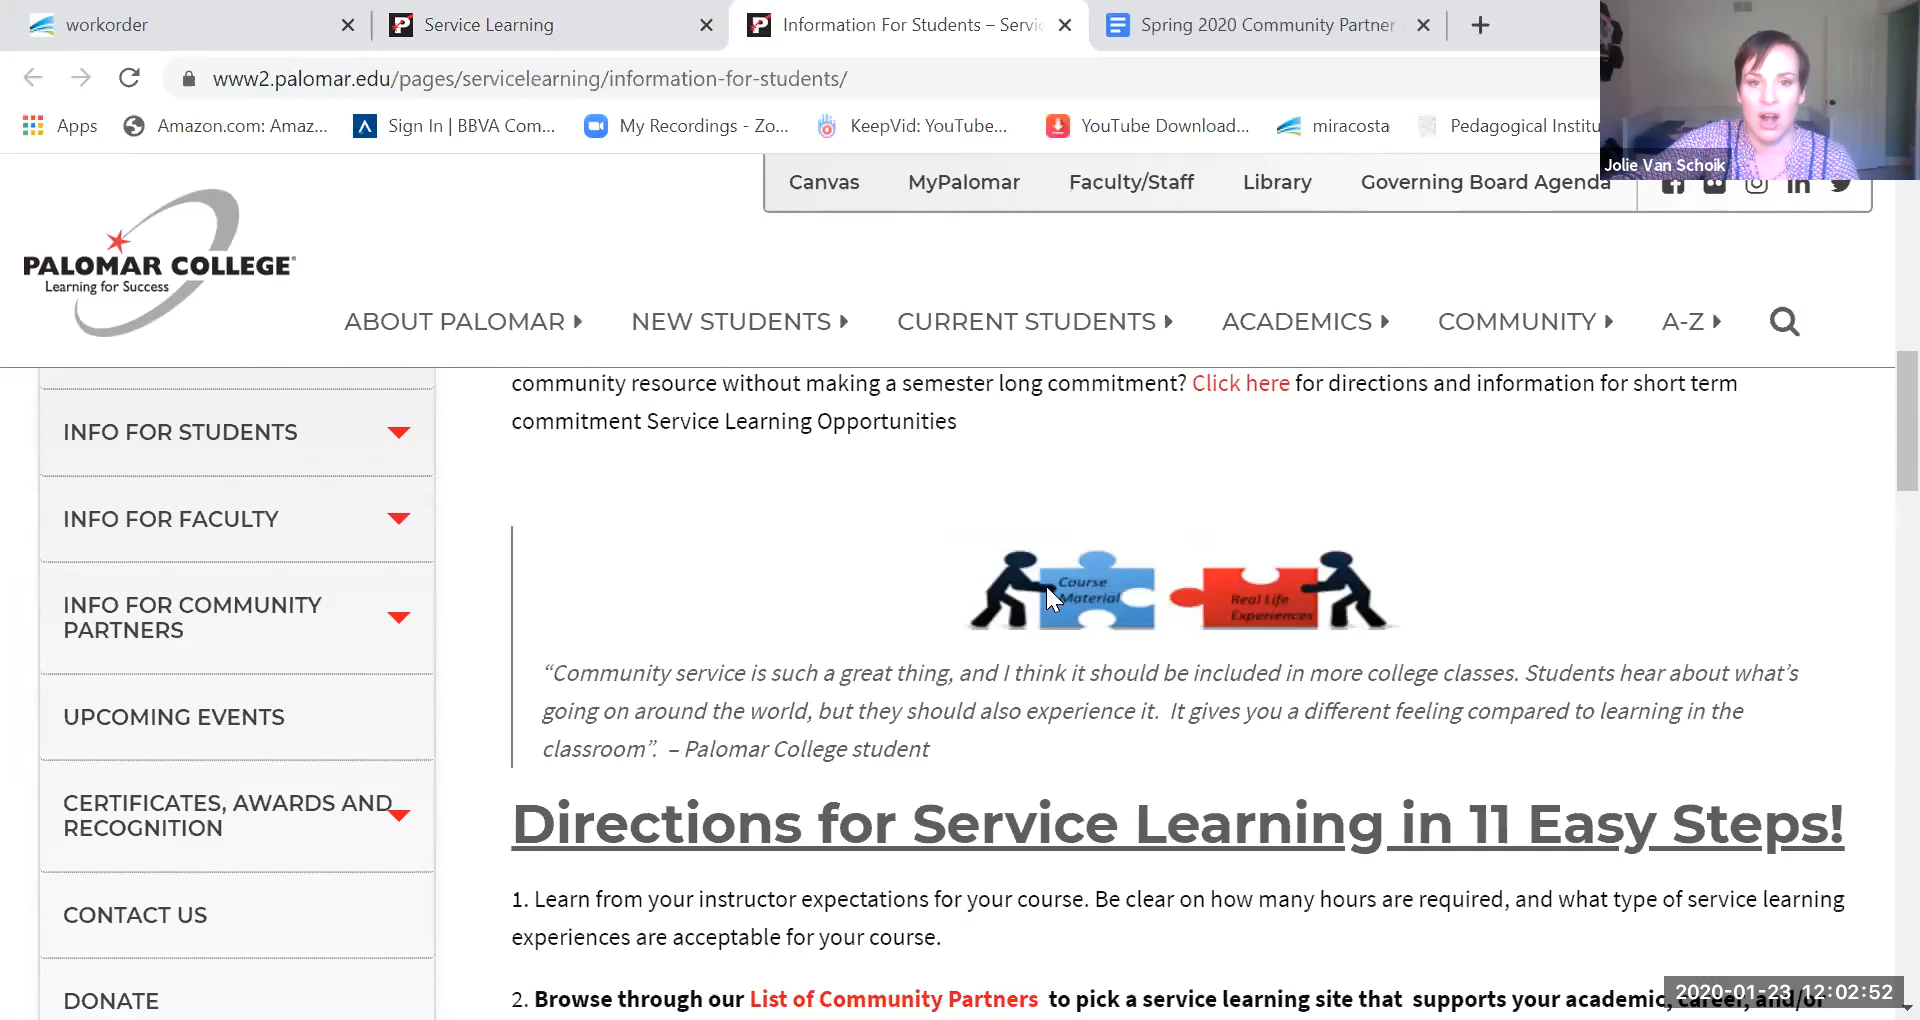 workorder
Service Learning
Information For Students – Servic
Spring 2020 Community Partner
www2.palomar.edu/pages/servicelearning/information-for-students/
Apps
Amazon.com: Amaz...
Sign In | BBVA Com...
My Recordings - Zo...
KeepVid: YouTube...
YouTube Download...
miracosta
Pedagogical Institu
Jolie Van Schoik
Canvas
MyPalomar
Faculty/Staff
Library
Governing Board Agenda
PALOMAR COLLEGE
Learning for Success
ABOUT PALOMAR
NEW STUDENTS
CURRENT STUDENTS
ACADEMICS
COMMUNITY
A-Z
INFO FOR STUDENTS
INFO FOR FACULTY
INFO FOR COMMUNITY
PARTNERS
UPCOMING EVENTS
CERTIFICATES, AWARDS AND
RECOGNITION
CONTACT US
DONATE
community resource without making a semester long commitment? Click here for directions and information for short term
commitment Service Learning Opportunities
Course
Material
Real Life
Experiences
“Community service is such a great thing, and I think it should be included in more college classes. Students hear about what’s
going on around the world, but they should also experience it.  It gives you a different feeling compared to learning in the
classroom”.  – Palomar College student
Directions for Service Learning in 11 Easy Steps!
1. Learn from your instructor expectations for your course. Be clear on how many hours are required, and what type of service learning
experiences are acceptable for your course.
2. Browse through our List of Community Partners  to pick a service learning site that  supports your academic, career, and/or
2020-01-23 12:02:52